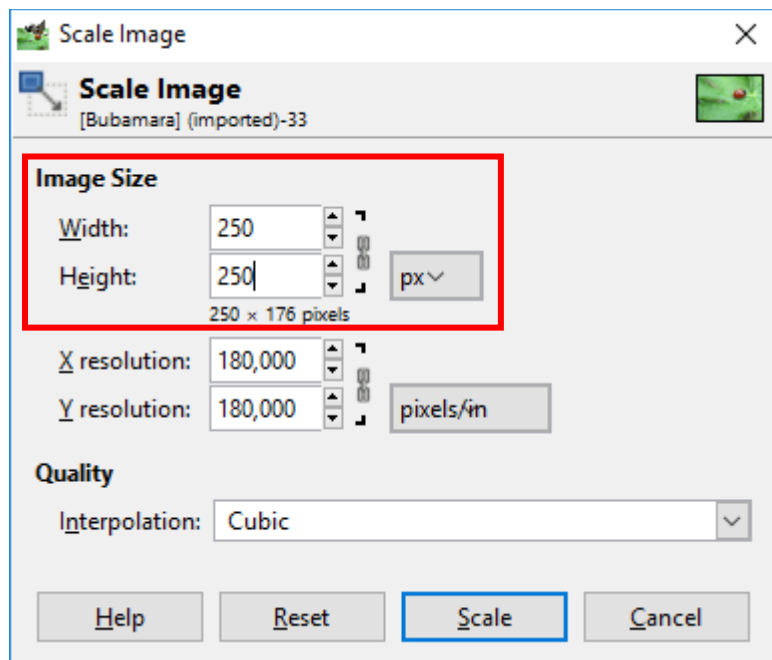 Scale Image
Scale Image
[Bubamara] (imported)-33
Image Size
Width: 250
Height: 250 px
250 × 176 pixels
X resolution: 180,000
Y resolution: 180,000 pixels/in
Quality
Interpolation: Cubic
Help Reset Scale Cancel